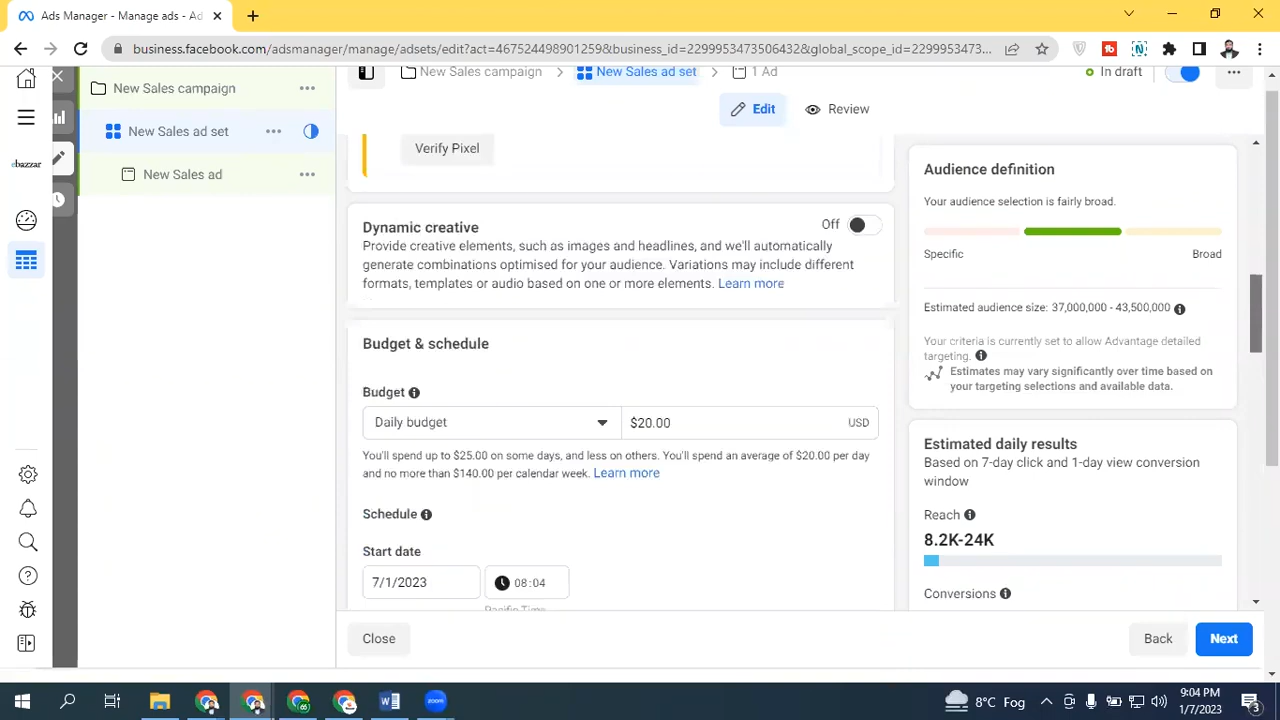 Ads Manager - Manage ads - Ad
business.facebook.com/adsmanager/manage/adsets/edit?act=467524498901259&business_id=2299953473506432&global_scope_id=2299953473...
New Sales campaign
New Sales ad set
1 Ad
In draft
Edit
Review
New Sales campaign
New Sales ad set
New Sales ad
ebazzar
Verify Pixel
Dynamic creative
Off
Provide creative elements, such as images and headlines, and we'll automatically
generate combinations optimised for your audience. Variations may include different
formats, templates or audio based on one or more elements. Learn more
Budget & schedule
Budget
Daily budget
$20.00
USD
You'll spend up to $25.00 on some days, and less on others. You'll spend an average of $20.00 per day
and no more than $140.00 per calendar week. Learn more
Schedule
Start date
7/1/2023
08:04
Pacific Time
Audience definition
Your audience selection is fairly broad.
Specific
Broad
Estimated audience size: 37,000,000 - 43,500,000
Your criteria is currently set to allow Advantage detailed
targeting.
Estimates may vary significantly over time based on
your targeting selections and available data.
Estimated daily results
Based on 7-day click and 1-day view conversion
window
Reach
8.2K-24K
Conversions
Close
Back
Next
8°C Fog
9:04 PM
1/7/2023
3